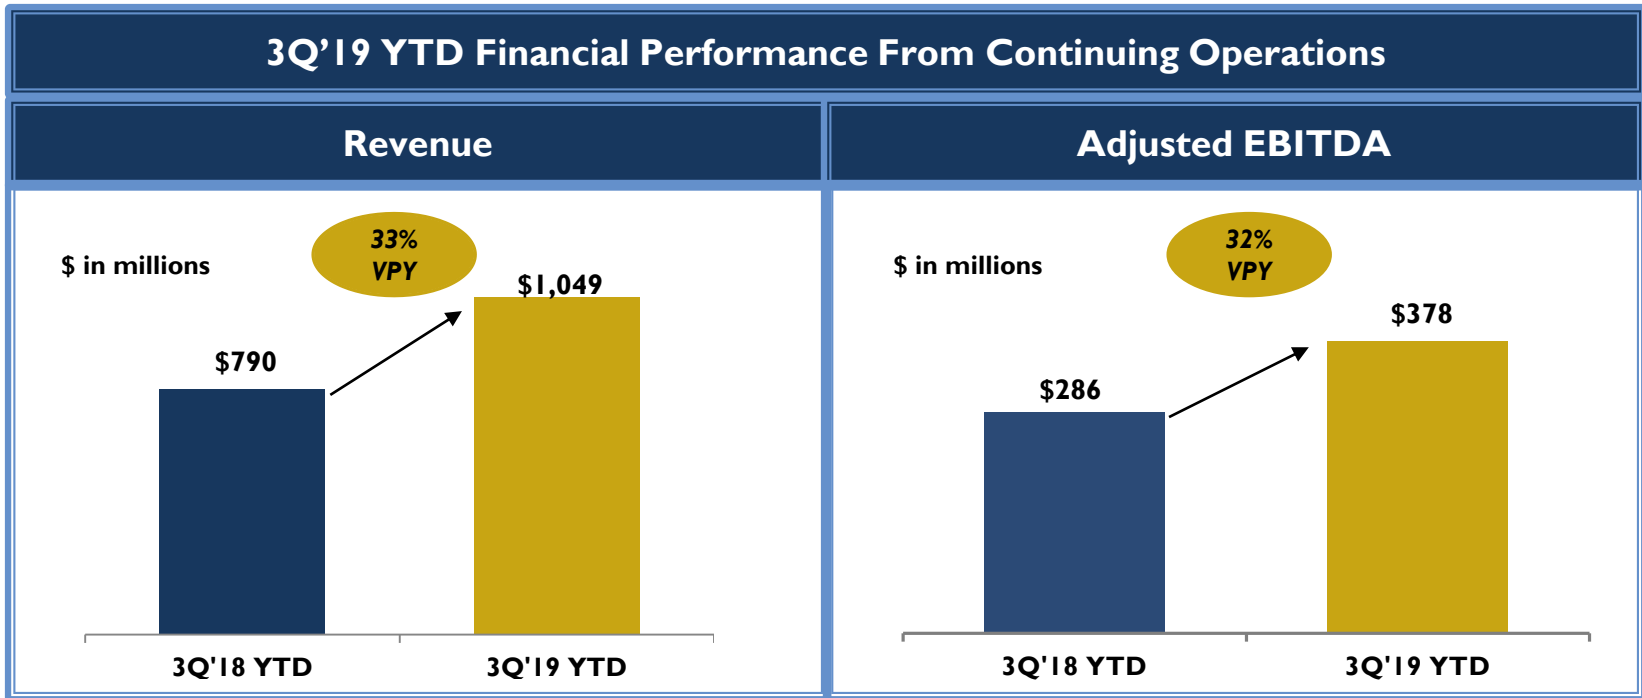 3Q’19 YTD Financial Performance From Continuing Operations
Revenue
$ in millions
33%
VPY
$790
$1,049
3Q'18 YTD
3Q'19 YTD
Adjusted EBITDA
$ in millions
32%
VPY
$286
$378
3Q'18 YTD
3Q'19 YTD